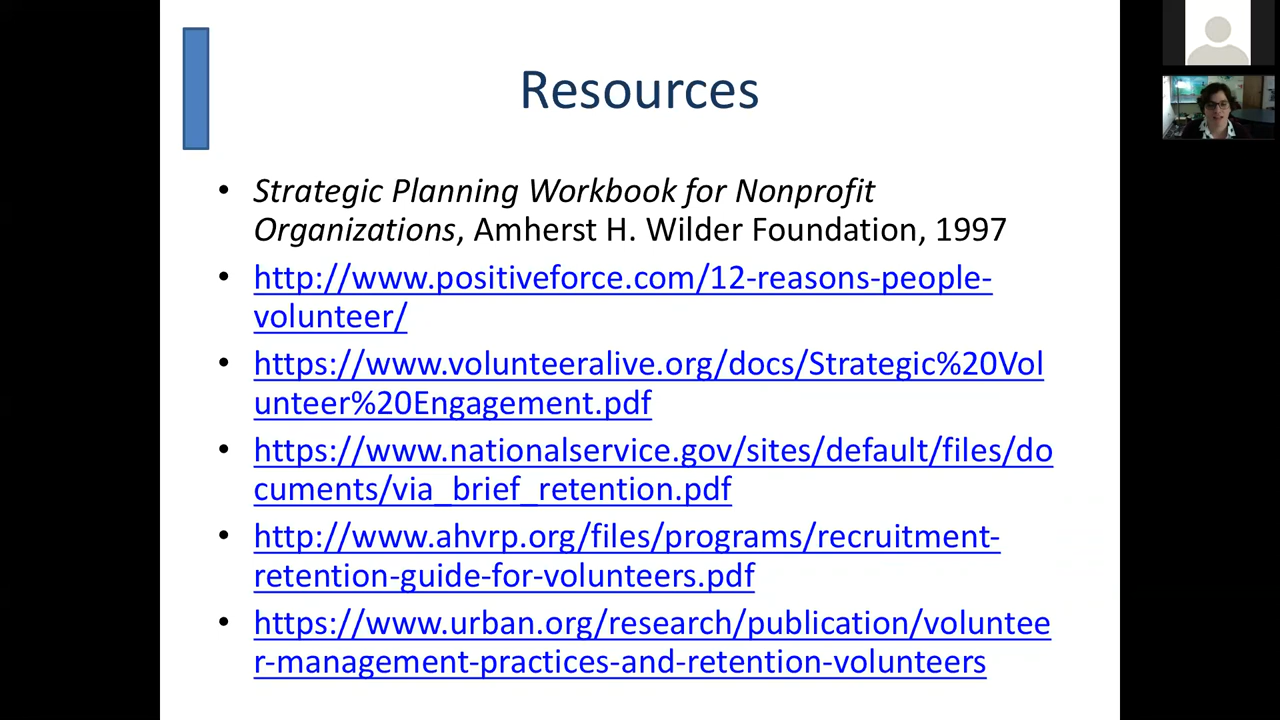 Resources
• Strategic Planning Workbook for Nonprofit
Organizations, Amherst H. Wilder Foundation, 1997
• http://www.positiveforce.com/12-reasons-people-
volunteer/
• https://www.volunteeralive.org/docs/Strategic%20Vol
unteer%20Engagement.pdf
• https://www.nationalservice.gov/sites/default/files/do
cuments/via_brief_retention.pdf
• http://www.ahvrp.org/files/programs/recruitment-
retention-guide-for-volunteers.pdf
• https://www.urban.org/research/publication/voluntee
r-management-practices-and-retention-volunteers